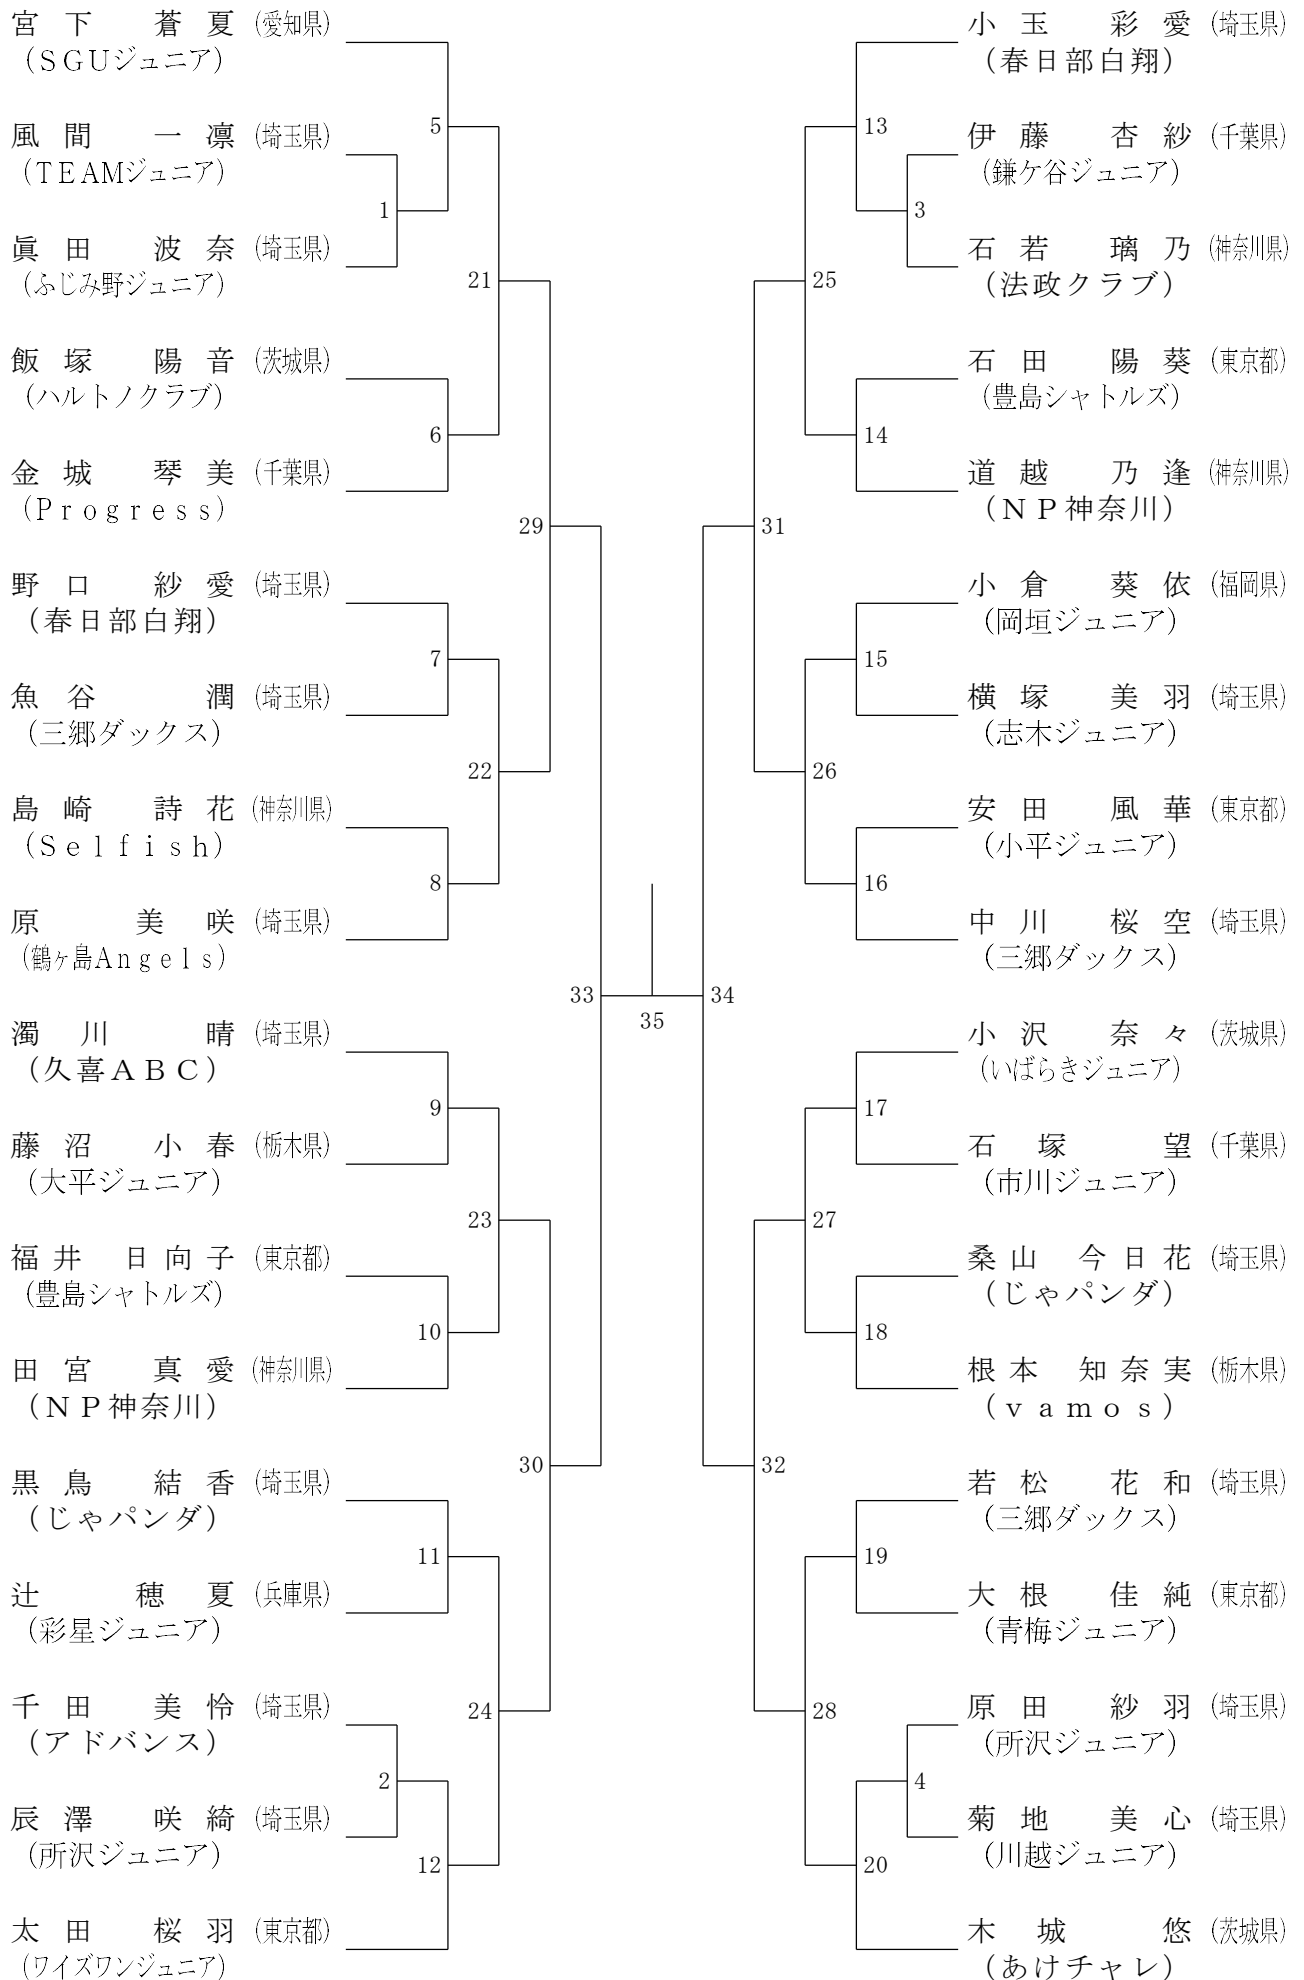 宮下 蒼夏 (愛知県)
(SGUジュニア)
5
風間 一凛 (埼玉県)
(TEAMジュニア)
1
眞田 波奈 (埼玉県)
(ふじみ野ジュニア)
21
飯塚 陽音 (茨城県)
(ハルトノクラブ)
6
金城 琴美 (千葉県)
(Progress)
29
野口 紗愛 (埼玉県)
(春日部白翔)
7
魚谷 潤 (埼玉県)
(三郷ダックス)
22
島崎 詩花 (神奈川県)
(Selfish)
8
原 美咲 (埼玉県)
(鶴ヶ島Angels)
33
濁川 晴 (埼玉県)
(久喜ABC)
9
藤沼 小春 (栃木県)
(大平ジュニア)
23
福井 日向子 (東京都)
(豊島シャトルズ)
10
田宮 真愛 (神奈川県)
(NP神奈川)
30
黒鳥 結香 (埼玉県)
(じゃパンダ)
11
辻 穂夏 (兵庫県)
(彩星ジュニア)
24
千田 美怜 (埼玉県)
(アドバンス)
2
辰澤 咲綺 (埼玉県)
(所沢ジュニア)
12
太田 桜羽 (東京都)
(ワイズワンジュニア)
35
小玉 彩愛 (埼玉県)
(春日部白翔)
13
伊藤 杏紗 (千葉県)
(鎌ケ谷ジュニア)
3
石若 璃乃 (神奈川県)
(法政クラブ)
25
石田 陽葵 (東京都)
(豊島シャトルズ)
14
道越 乃逢 (神奈川県)
(NP神奈川)
31
小倉 葵依 (福岡県)
(岡垣ジュニア)
15
横塚 美羽 (埼玉県)
(志木ジュニア)
26
安田 風華 (東京都)
(小平ジュニア)
16
中川 桜空 (埼玉県)
(三郷ダックス)
34
小沢 奈々 (茨城県)
(いばらきジュニア)
17
石塚 望 (千葉県)
(市川ジュニア)
27
桑山 今日花 (埼玉県)
(じゃパンダ)
18
根本 知奈実 (栃木県)
(vamos)
32
若松 花和 (埼玉県)
(三郷ダックス)
19
大根 佳純 (東京都)
(青梅ジュニア)
28
原田 紗羽 (埼玉県)
(所沢ジュニア)
4
菊地 美心 (埼玉県)
(川越ジュニア)
20
木城 悠 (茨城県)
(あけチャレ)